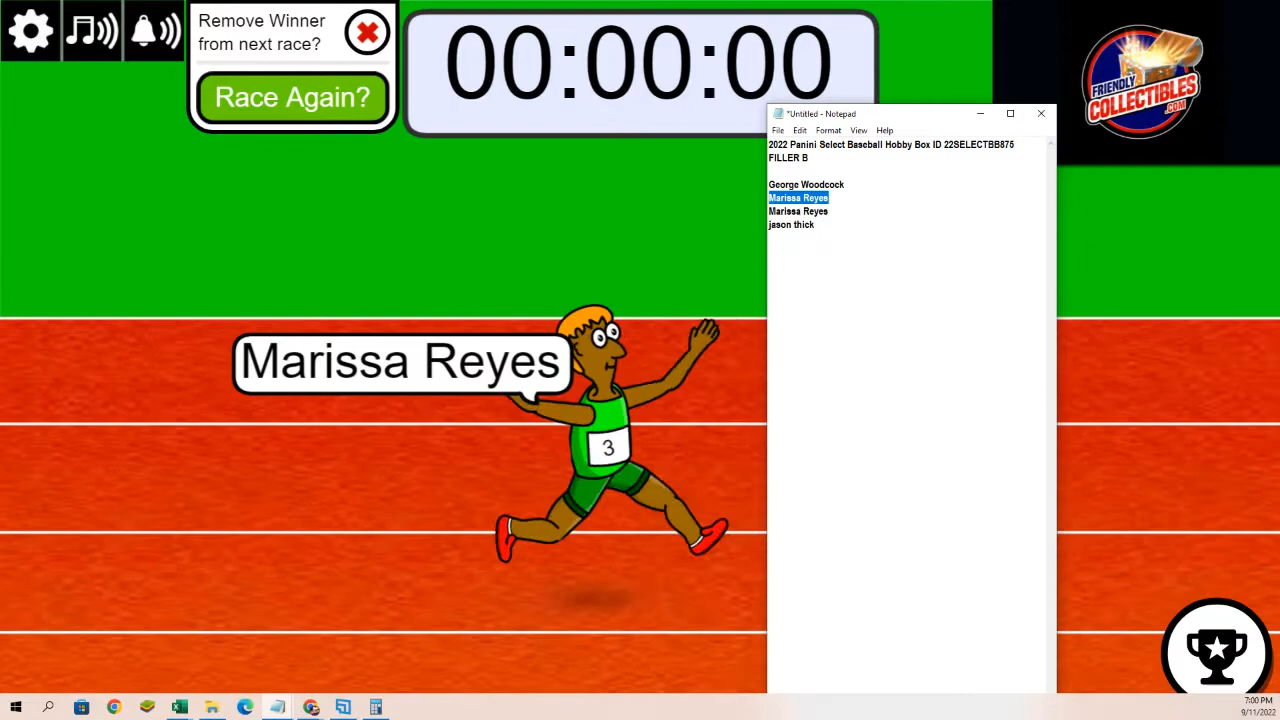 Remove Winner
from next race?
Race Again?
00:00:00
FRIENDLY
COLLECTIBLES
.COM
*Untitled - Notepad
File Edit Format View Help
2022 Panini Select Baseball Hobby Box ID 22SELECTBB875
FILLER B
George Woodcock
Marissa Reyes
Marissa Reyes
jason thick
Marissa Reyes
3
7:00 PM
9/11/2022